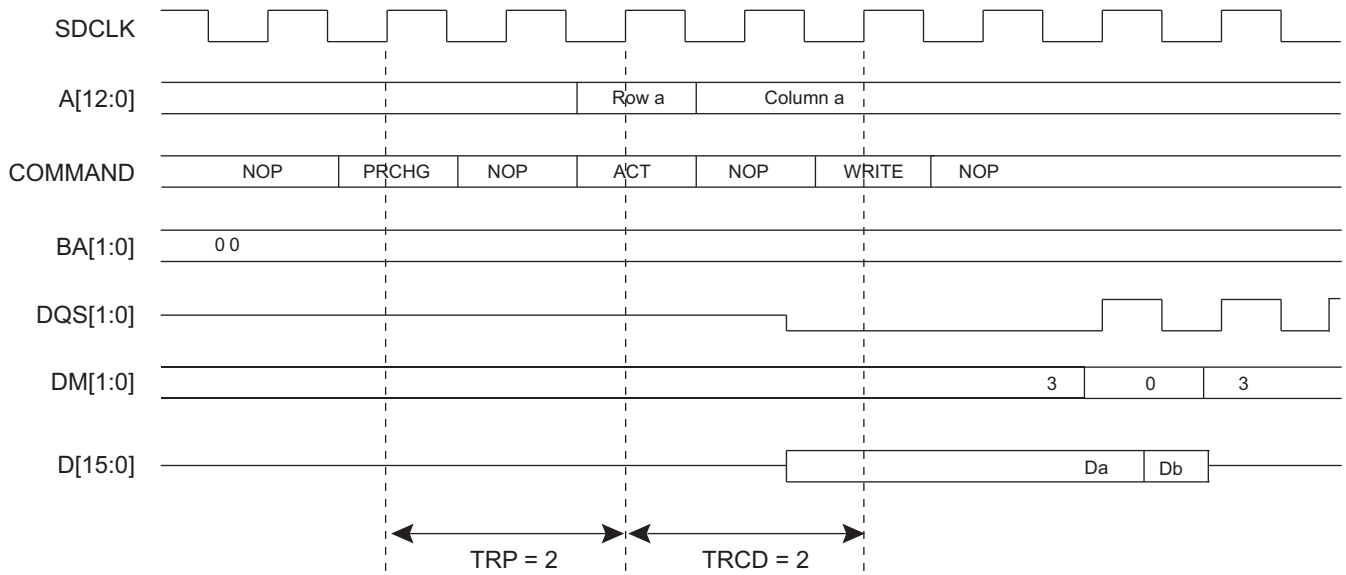 SDCLK
A[12:0] Row a Column a
COMMAND NOP PRCHG NOP ACT NOP WRITE NOP
BA[1:0] 0 0
DQS[1:0]
DM[1:0] 3 0 3
D[15:0] Da Db
TRP = 2 TRCD = 2